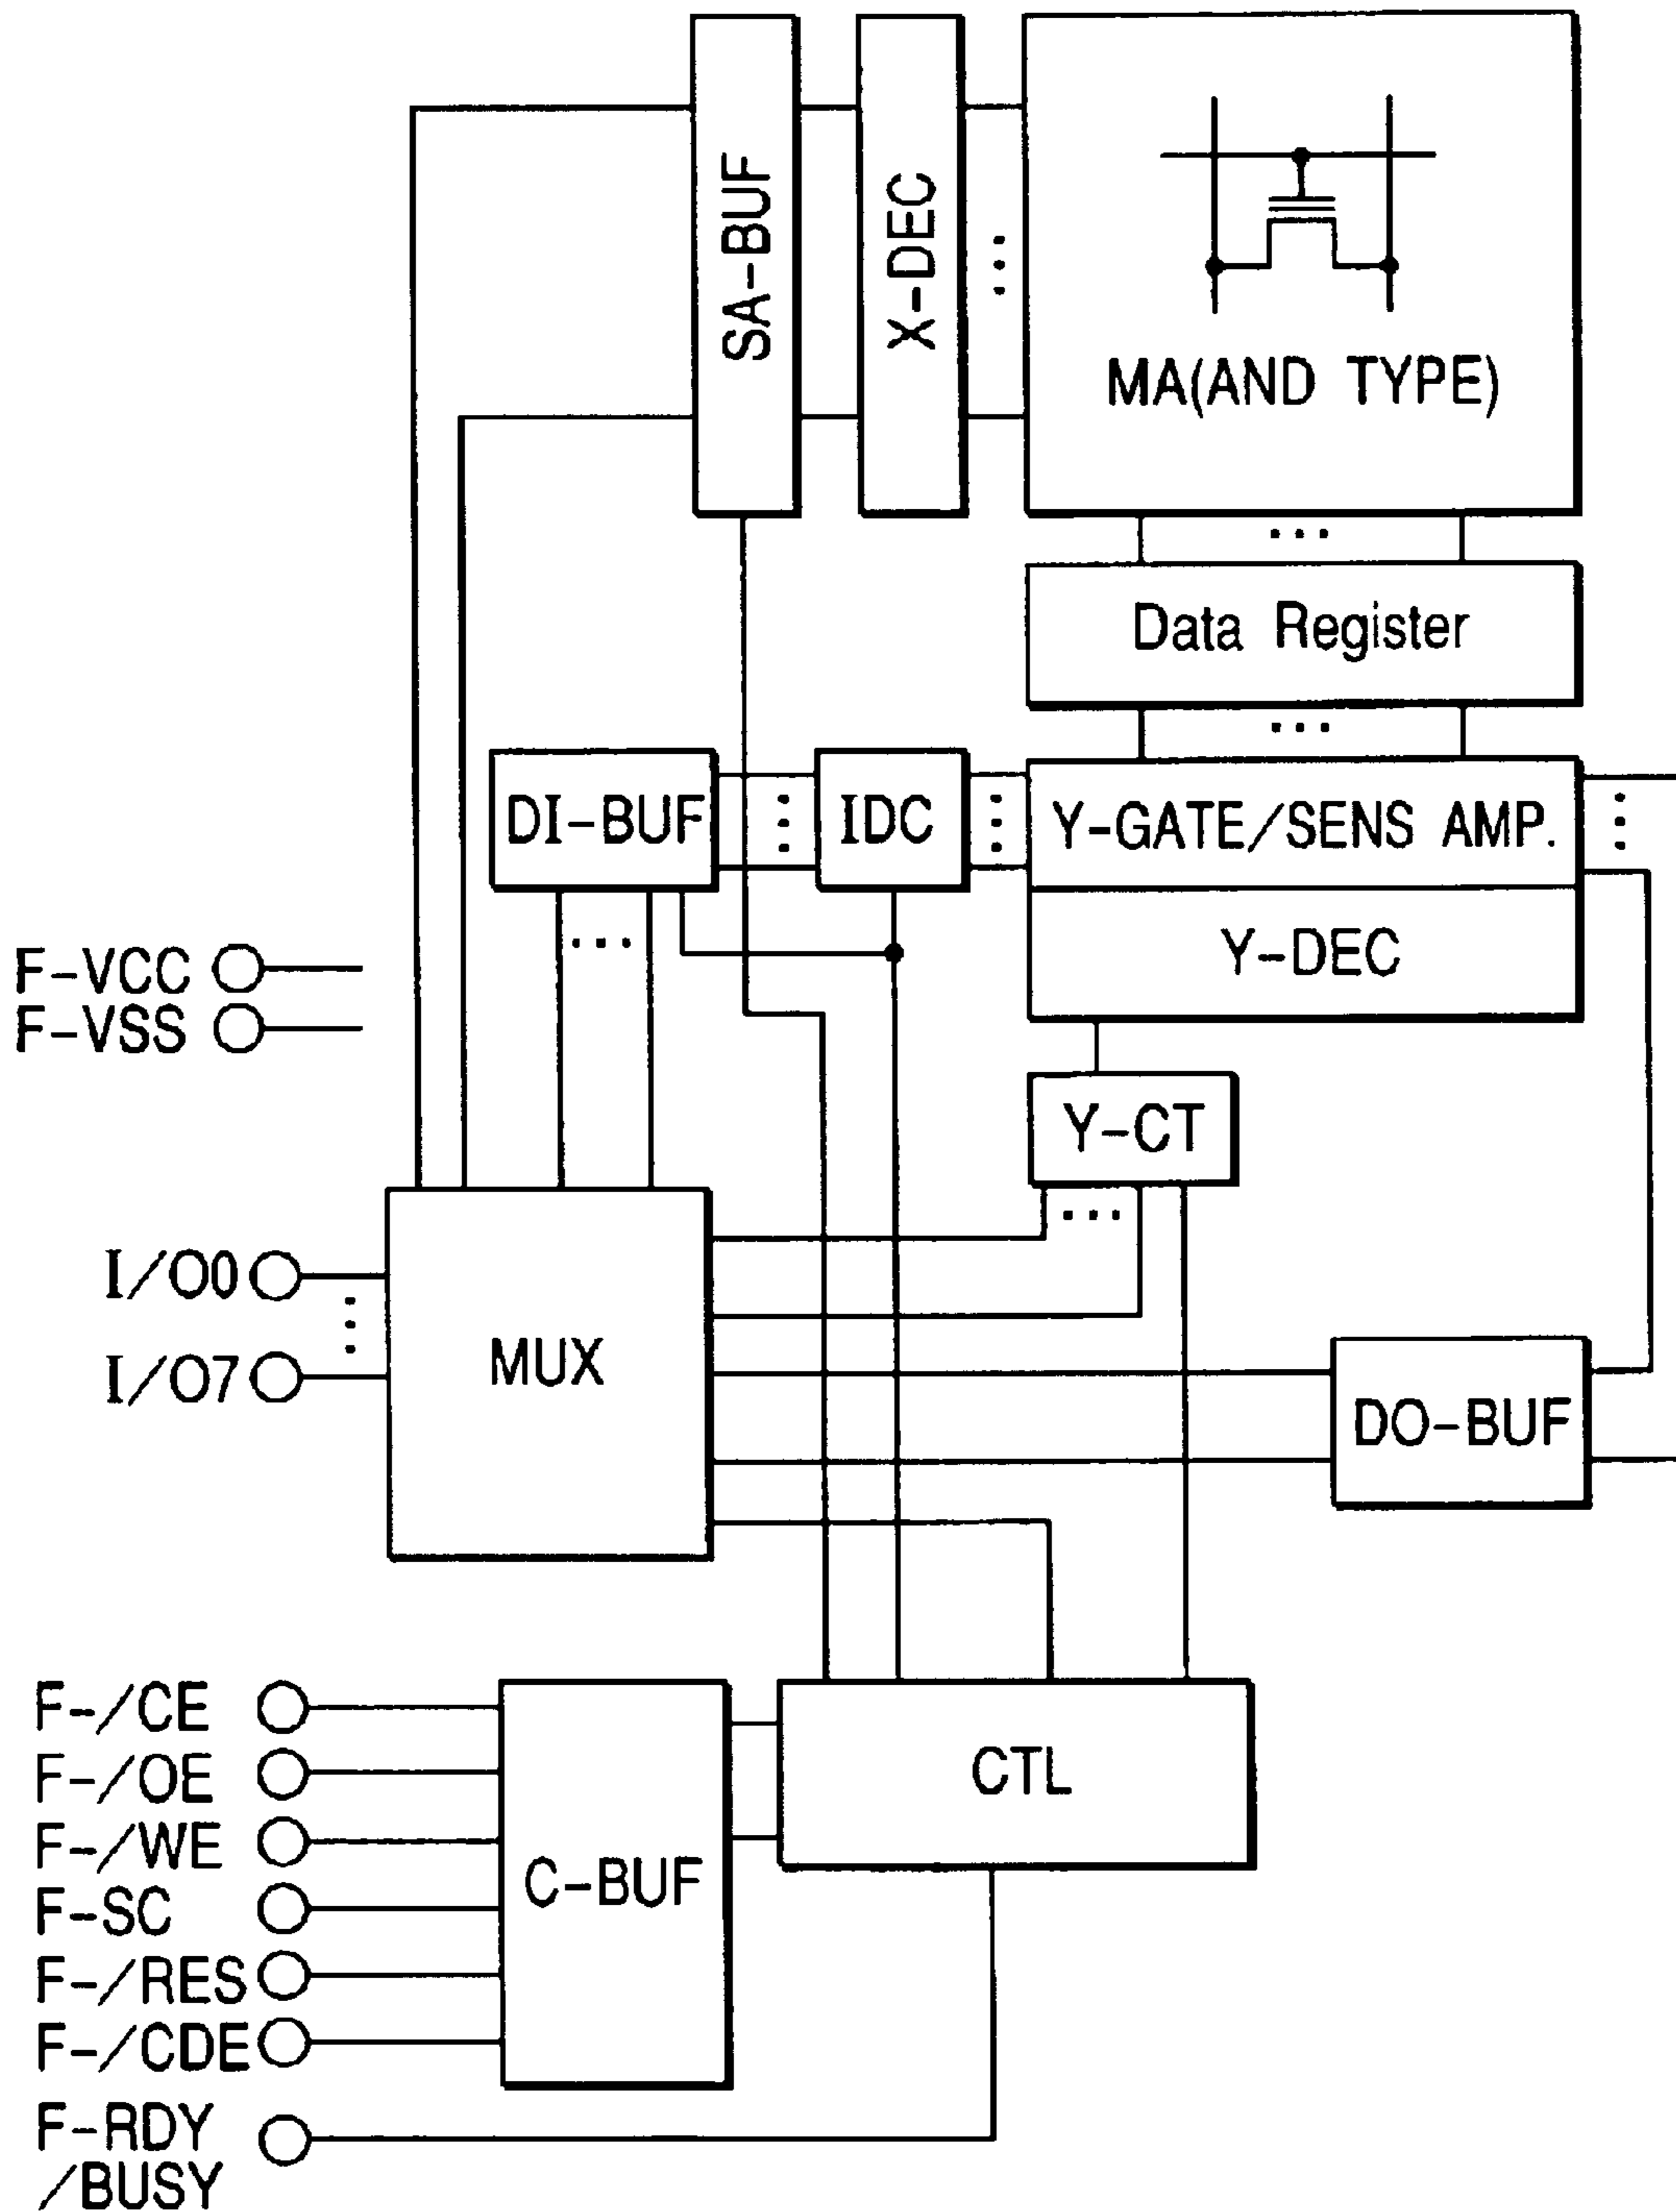 SA-BUF
X-DEC
MA(AND TYPE)
Data Register
DI-BUF
IDC
Y-GATE/SENS AMP.
Y-DEC
F-VCC
F-VSS
Y-CT
I/O0
I/O7
MUX
DO-BUF
F-/CE
F-/OE
F-/WE
F-SC
F-/RES
F-/CDE
F-RDY
/BUSY
C-BUF
CTL